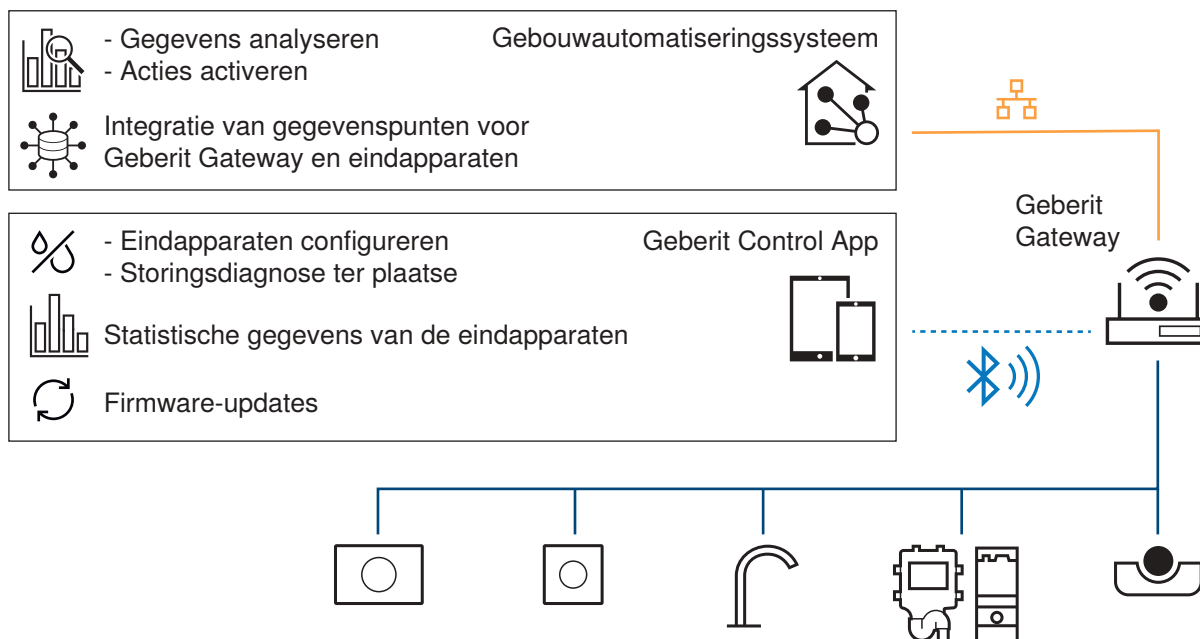 - Gegevens analyseren
- Acties activeren
Gebouwautomatiseringssysteem
Integratie van gegevenspunten voor
Geberit Gateway en eindapparaten
- Eindapparaten configureren
- Storingsdiagnose ter plaatse
Geberit Control App
Statistische gegevens van de eindapparaten
Firmware-updates
Geberit
Gateway